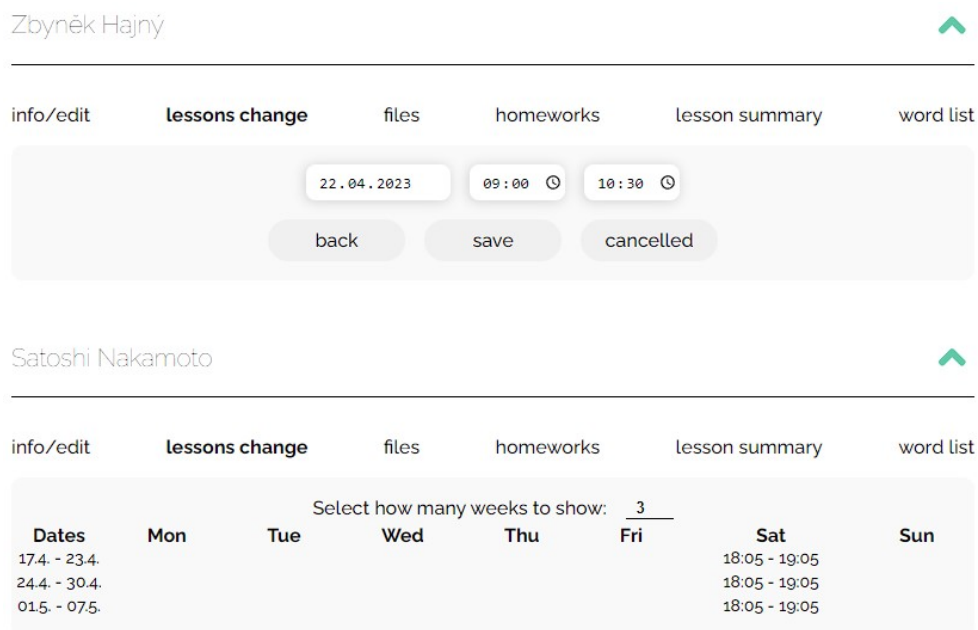 Zbyněk Hajný
info/edit lessons change files homeworks lesson summary word list
22.04.2023 09:00 10:30
back save cancelled
Satoshi Nakamoto
info/edit lessons change files homeworks lesson summary word list
Select how many weeks to show: 3
Dates Mon Tue Wed Thu Fri Sat Sun
17.4. - 23.4. 18:05 - 19:05
24.4. - 30.4. 18:05 - 19:05
01.5. - 07.5. 18:05 - 19:05